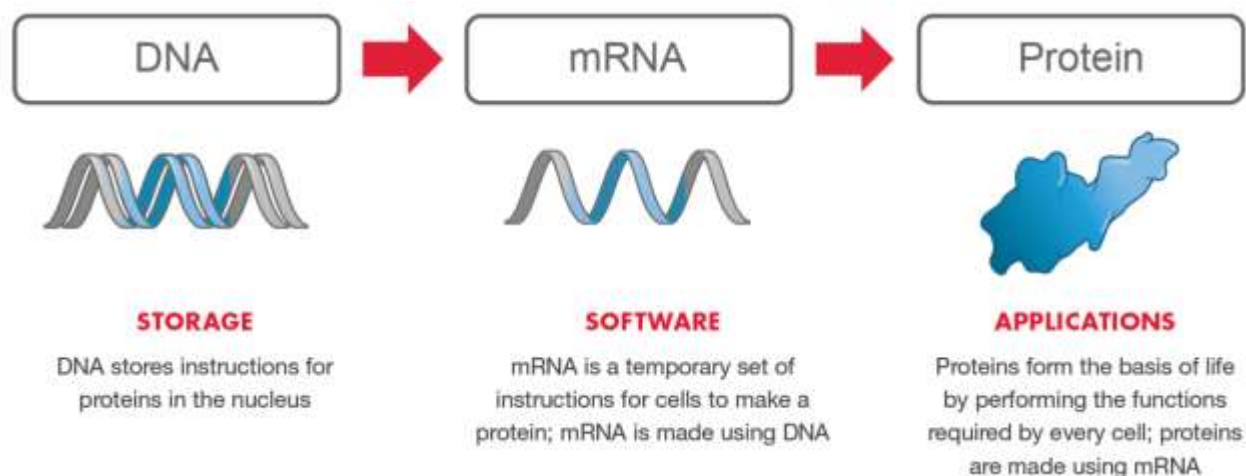 DNA
mRNA
Protein
STORAGE
DNA stores instructions for
proteins in the nucleus
SOFTWARE
mRNA is a temporary set of
instructions for cells to make a
protein; mRNA is made using DNA
APPLICATIONS
Proteins form the basis of life
by performing the functions
required by every cell; proteins
are made using mRNA